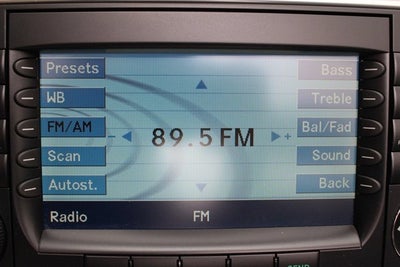 Presets
Bass
WB
Treble
FM/AM
- 89.5 FM +
Bal/Fad
Scan
Sound
Autost.
Back
Radio
FM